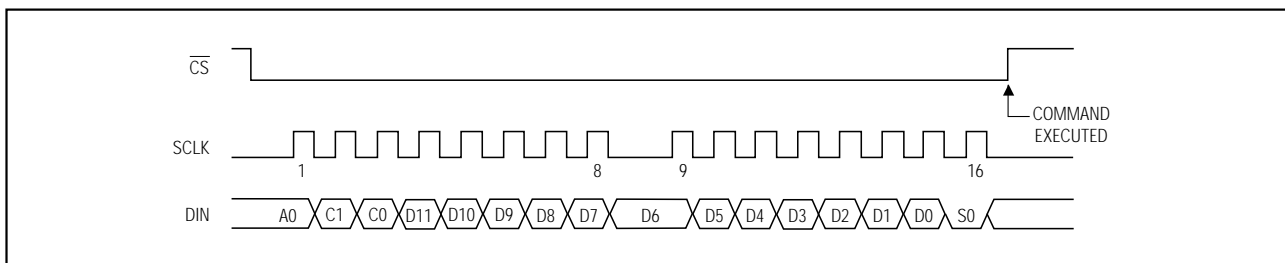 CS
COMMAND
EXECUTED
SCLK
1
8
9
16
DIN
A0
C1
C0
D11
D10
D9
D8
D7
D6
D5
D4
D3
D2
D1
D0
S0